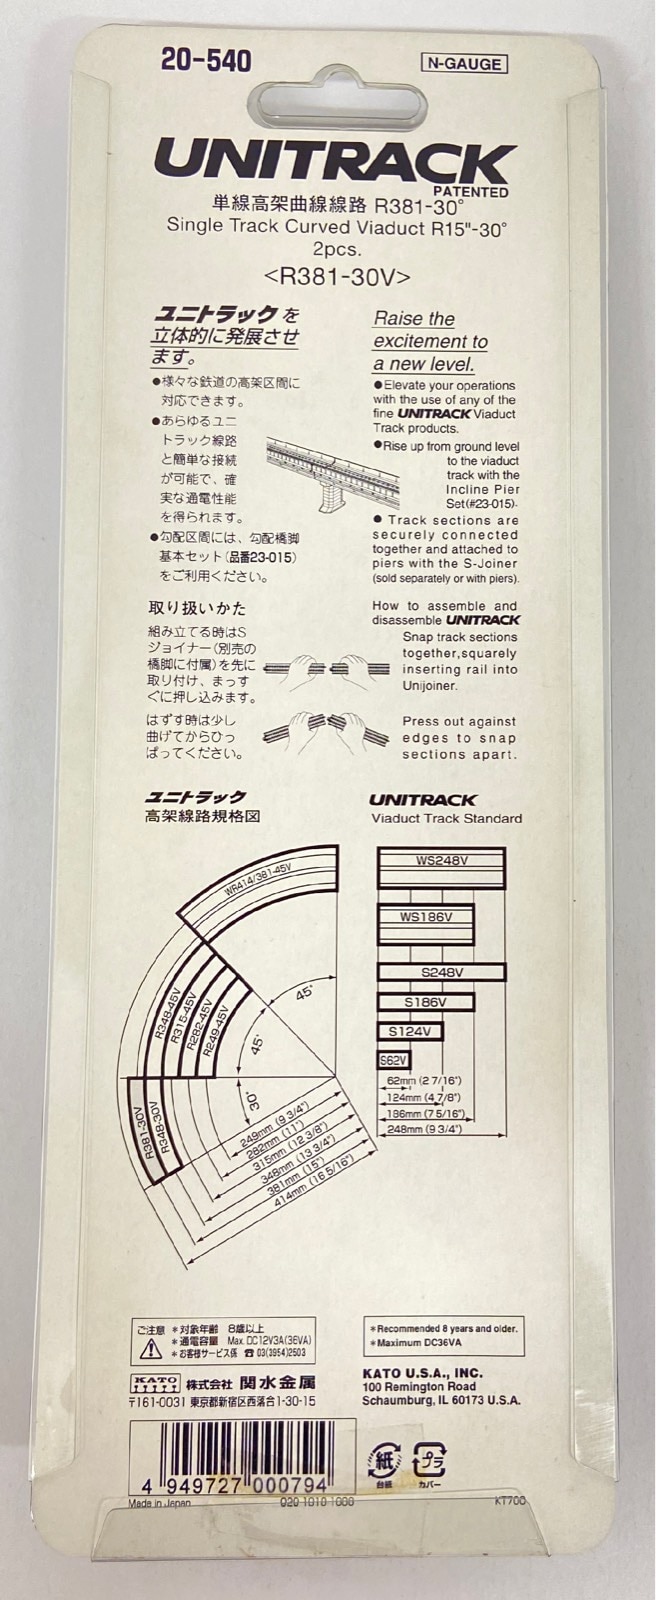 20-540
N-GAUGE
UNITRACK
PATENTED
単線高架曲線線路 R381-30°
Single Track Curved Viaduct R15"-30°
2pcs.
<R381-30V>
ユニトラックを
立体的に発展させ
ます。
●様々な鉄道の高架区間に
対応できます。
●あらゆるユニ
トラック線路
と簡単な接続
が可能で、確
実な通電性能
を得られます。
●勾配区間には、勾配橋脚
基本セット(品番23-015)
をご利用ください。
Raise the
excitement to
a new level.
●Elevate your operations
with the use of any of the
fine UNITRACK Viaduct
Track products.
●Rise up from ground level
to the viaduct
track with the
Incline Pier
Set(#23-015).
● Track sections are
securely connected
together and attached to
piers with the S-Joiner
(sold separately or with piers).
取り扱いかた
組み立てる時はS
ジョイナー(別売の
橋脚に付属)を先に
取り付け、まっす
ぐに押し込みます。
はずす時は少し
曲げてからひっ
ぱってください。
How to assemble and
disassemble UNITRACK
Snap track sections
together,squarely
inserting rail into
Unijoiner.
Press out against
edges to snap
sections apart.
ユニトラック
高架線路規格図
UNITRACK
Viaduct Track Standard
WR414/381-45V
R348-45V
R315-45V
R282-45V
R249-45V
R381-30V
R348-30V
45°
45°
30°
249mm (9 3/4")
282mm (11")
315mm (12 3/8")
348mm (13 3/4")
381mm (15")
414mm (16 5/16")
WS248V
WS186V
S248V
S186V
S124V
S62V
62mm (2 7/16")
124mm (4 7/8")
186mm (7 5/16")
248mm (9 3/4")
ご注意
*対象年齢 8歳以上
*通電容量 Max. DC12V3A(36VA)
*お客様サービス係 ☎ 03(3954)2503
*Recommended 8 years and older.
*Maximum DC36VA
KATO 株式会社 関水金属
〒161-0031 東京都新宿区西落合1-30-15
KATO U.S.A., INC.
100 Remington Road
Schaumburg, IL 60173 U.S.A.
4 949727 000794
紙
台紙
プラ
カバー
Made in Japan
020 1010 1000
KT700